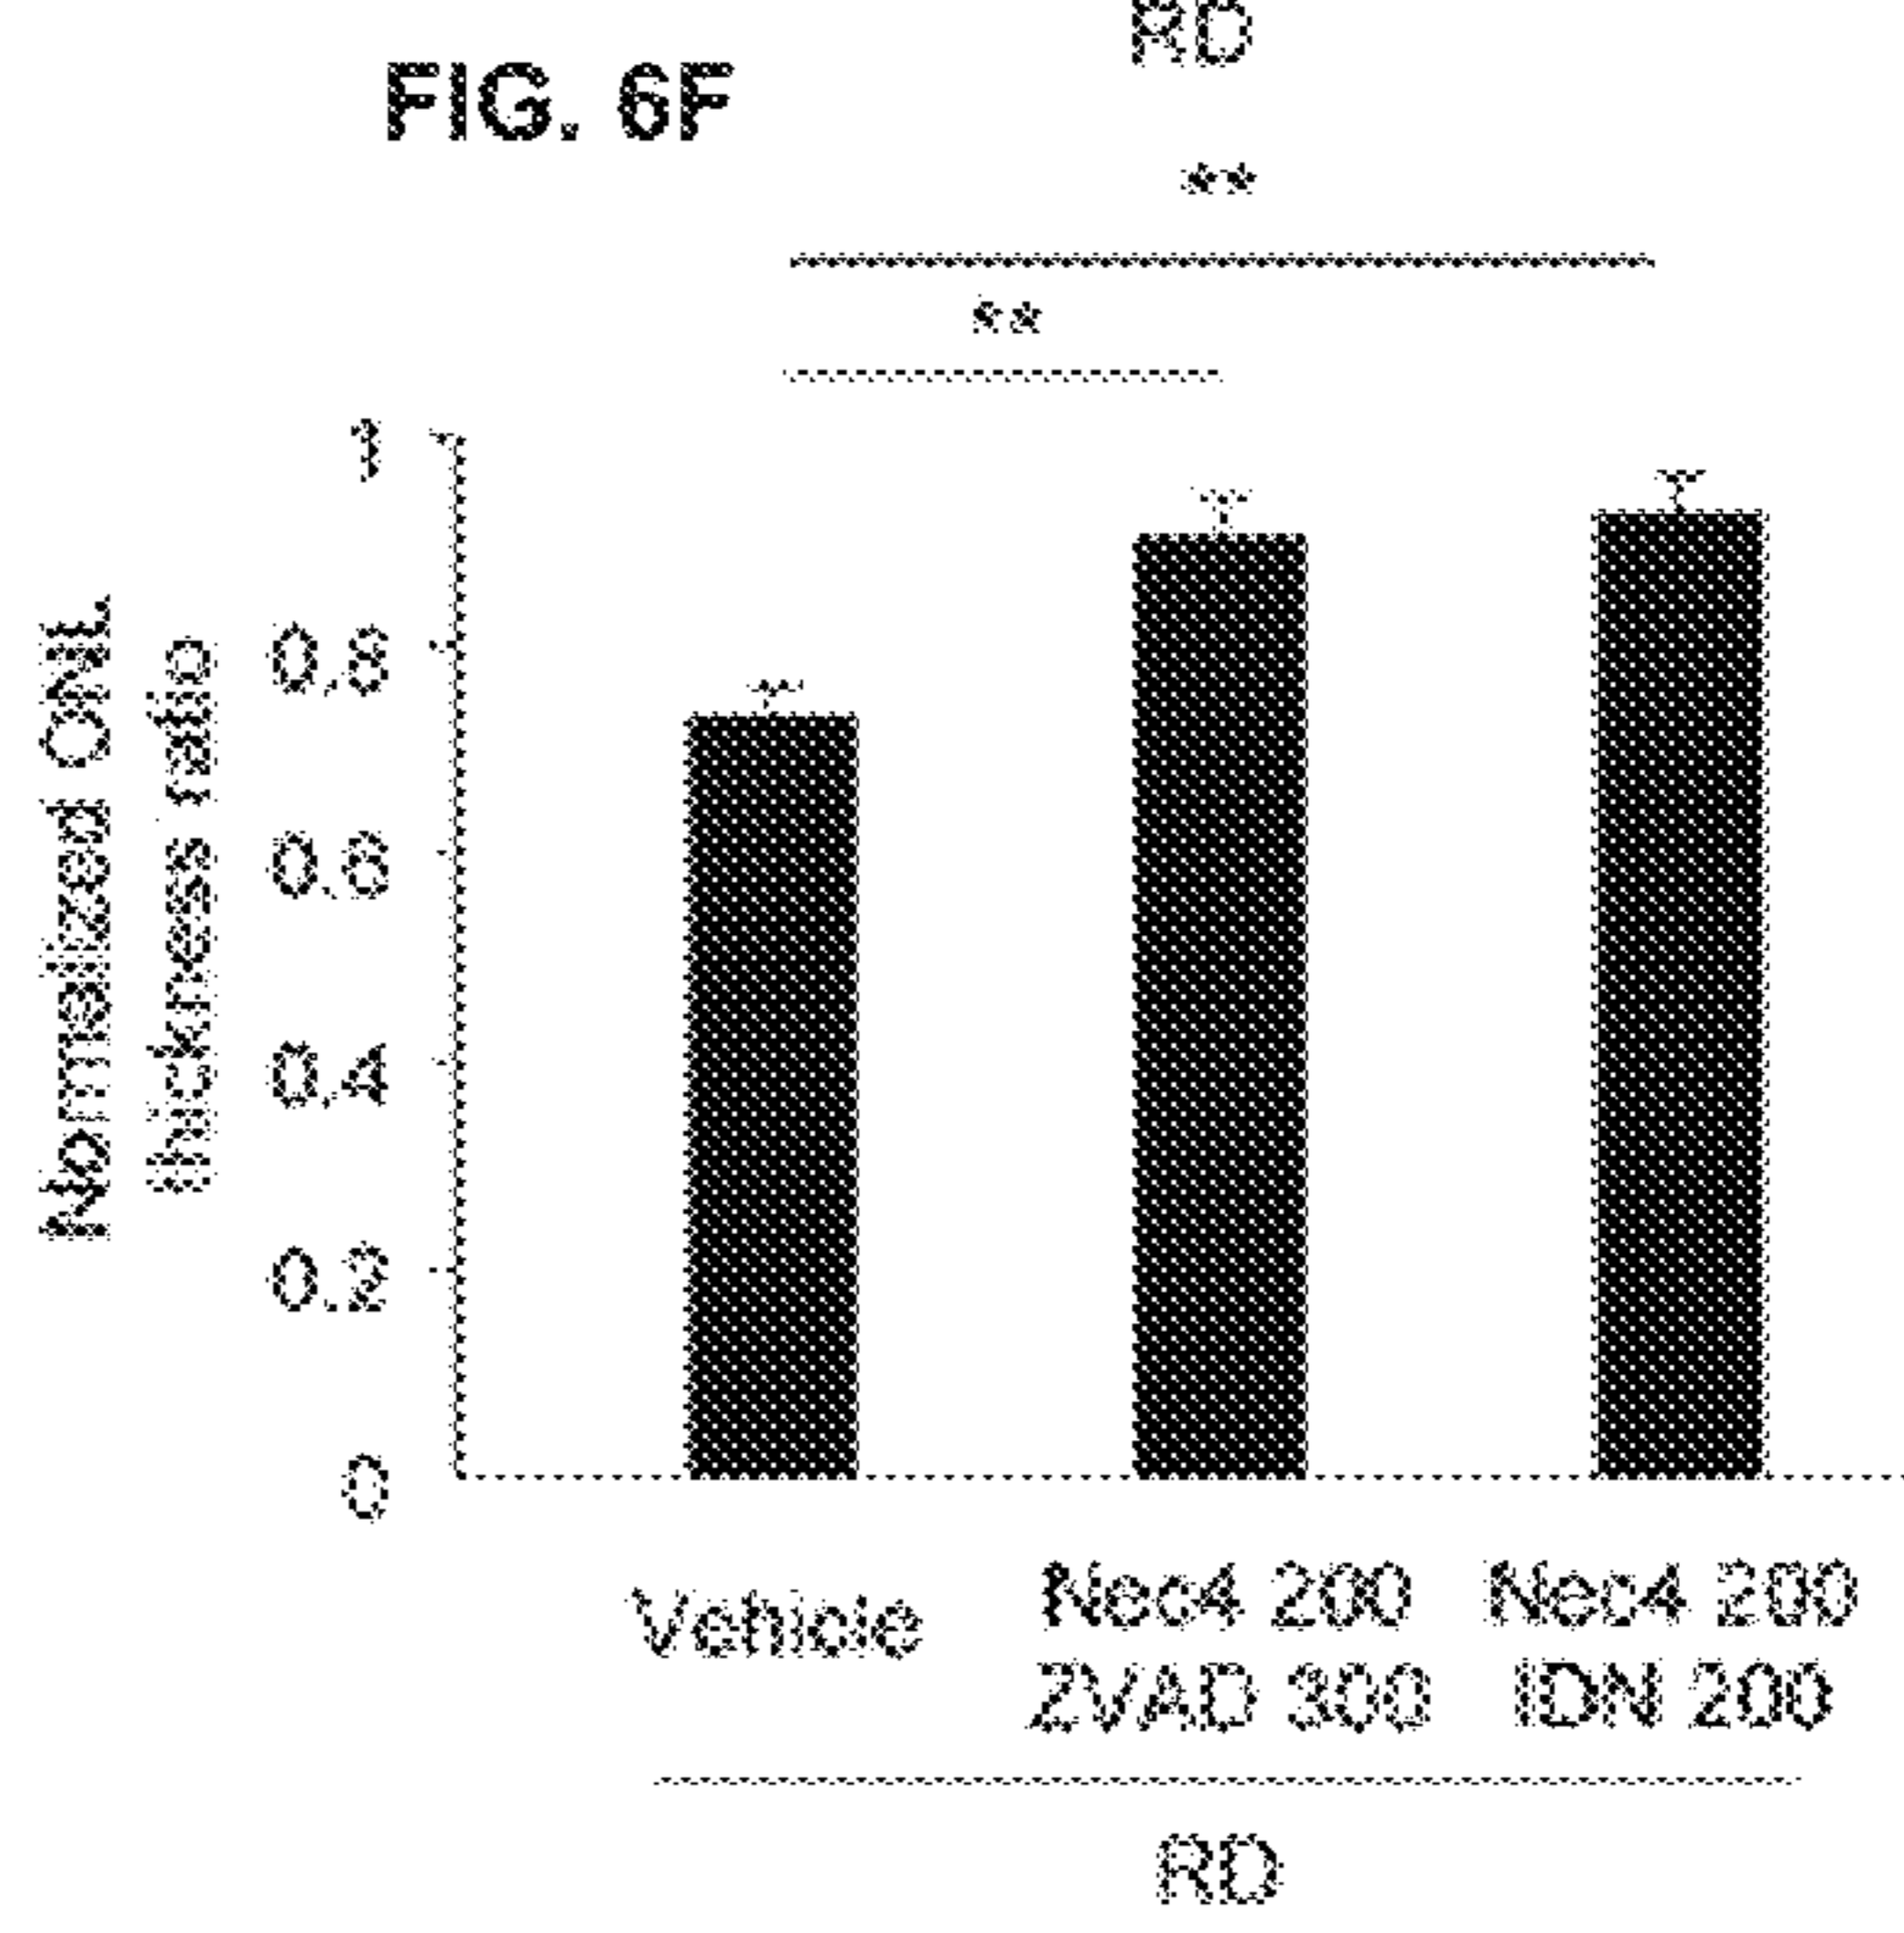 RD
FIG. 6F
**
**
Normalized ONL
thickness ratio
1
0.8
0.6
0.4
0.2
0
Vehicle
Nec4 200
ZVAD 300
Nec4 200
IDN 200
RD